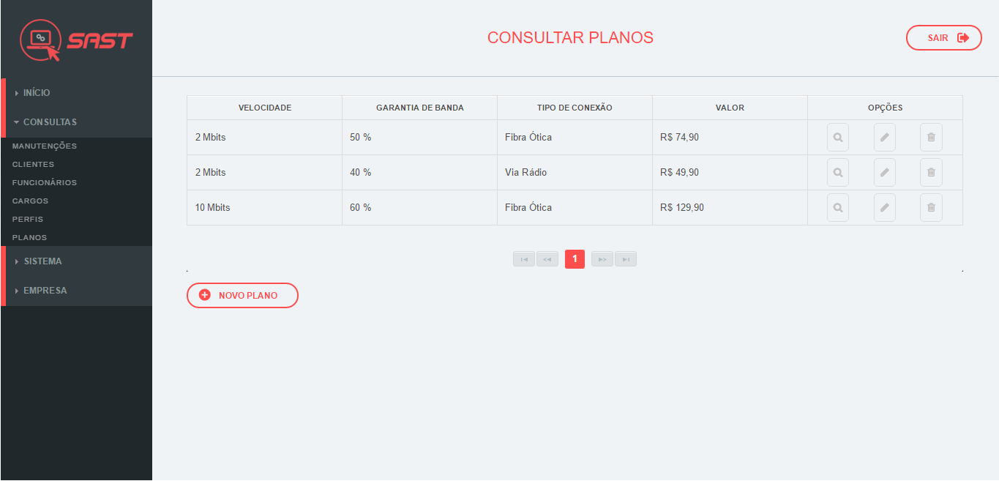 SAST
CONSULTAR PLANOS
SAIR
INÍCIO
CONSULTAS
MANUTENÇÕES
CLIENTES
FUNCIONÁRIOS
CARGOS
PERFIS
PLANOS
SISTEMA
EMPRESA
VELOCIDADE GARANTIA DE BANDA TIPO DE CONEXÃO VALOR OPÇÕES
2 Mbits 50 % Fibra Ótica R$ 74,90
2 Mbits 40 % Via Rádio R$ 49,90
10 Mbits 60 % Fibra Ótica R$ 129,90
1
. .
NOVO PLANO